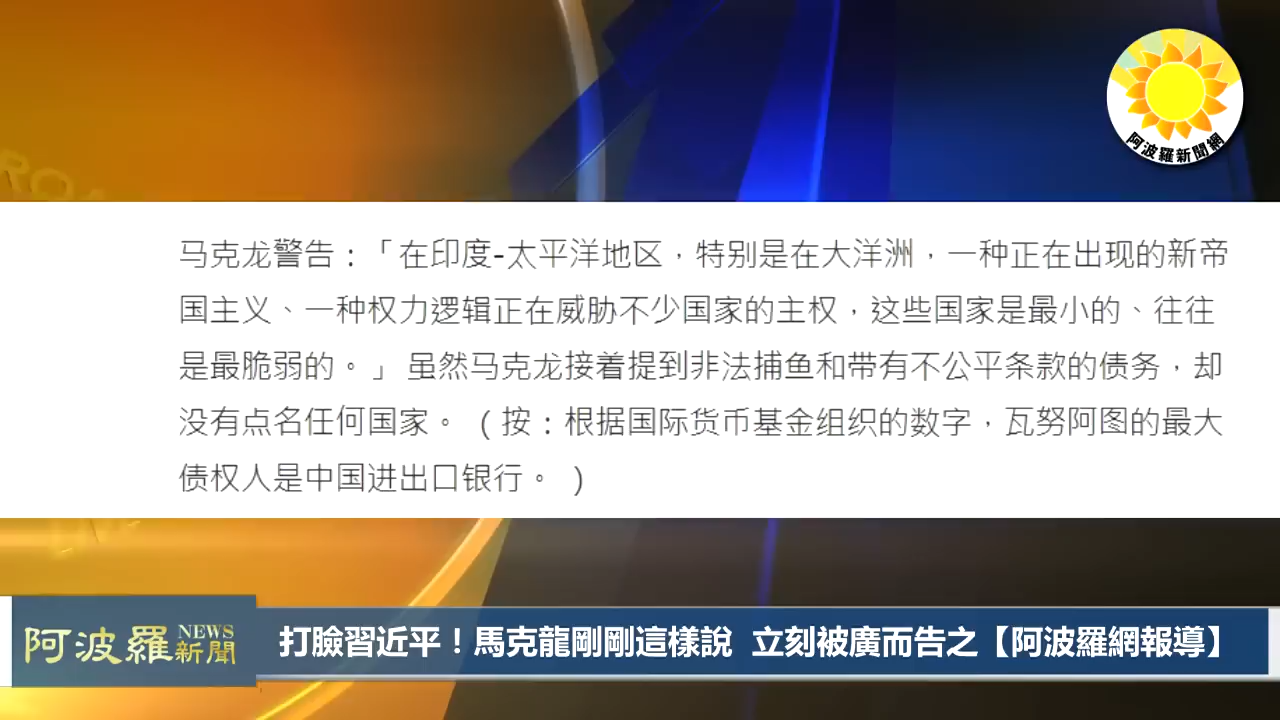 阿波羅新聞網
马克龙警告：「在印度-太平洋地区，特别是在大洋洲，一种正在出现的新帝
国主义、一种权力逻辑正在威胁不少国家的主权，这些国家是最小的、往往
是最脆弱的。」 虽然马克龙接着提到非法捕鱼和带有不公平条款的债务，却
没有点名任何国家。（按：根据国际货币基金组织的数字，瓦努阿图的最大
债权人是中国进出口银行。 ）
阿波羅 NEWS 新聞
打臉習近平！馬克龍剛剛這樣說 立刻被廣而告之【阿波羅網報導】